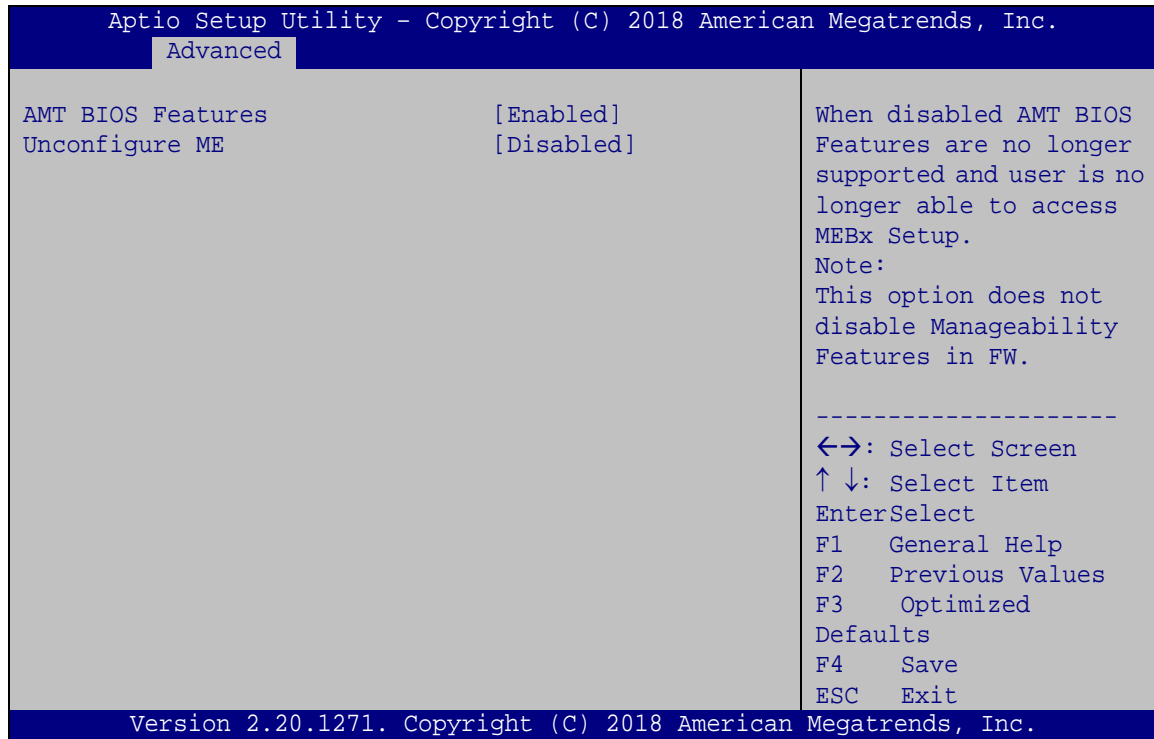 Aptio Setup Utility – Copyright (C) 2018 American Megatrends, Inc.
Advanced
AMT BIOS Features [Enabled]
Unconfigure ME [Disabled]
When disabled AMT BIOS
Features are no longer
supported and user is no
longer able to access
MEBx Setup.
Note:
This option does not
disable Manageability
Features in FW.
---------------------
←→: Select Screen
↑ ↓: Select Item
EnterSelect
F1 General Help
F2 Previous Values
F3 Optimized
Defaults
F4 Save
ESC Exit
Version 2.20.1271. Copyright (C) 2018 American Megatrends, Inc.